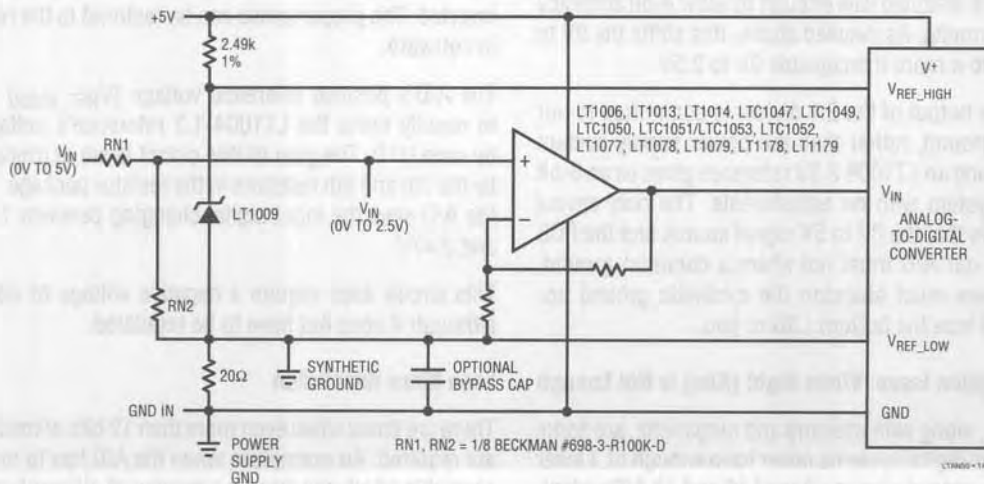 +5V
2.49k
1%
V+
VREF_HIGH
LT1006, LT1013, LT1014, LTC1047, LTC1049,
LTC1050, LTC1051/LTC1053, LTC1052,
LT1077, LT1078, LT1079, LT1178, LT1179
VIN
(0V TO 5V)
RN1
+
−
LT1009
VIN
(0V TO 2.5V)
VIN
ANALOG-
TO-DIGITAL
CONVERTER
RN2
VREF_LOW
20Ω
SYNTHETIC
GROUND
OPTIONAL
BYPASS CAP
GND IN
GND
POWER
SUPPLY
GND
RN1, RN2 = 1/8 BECKMAN #698-3-R100K-D